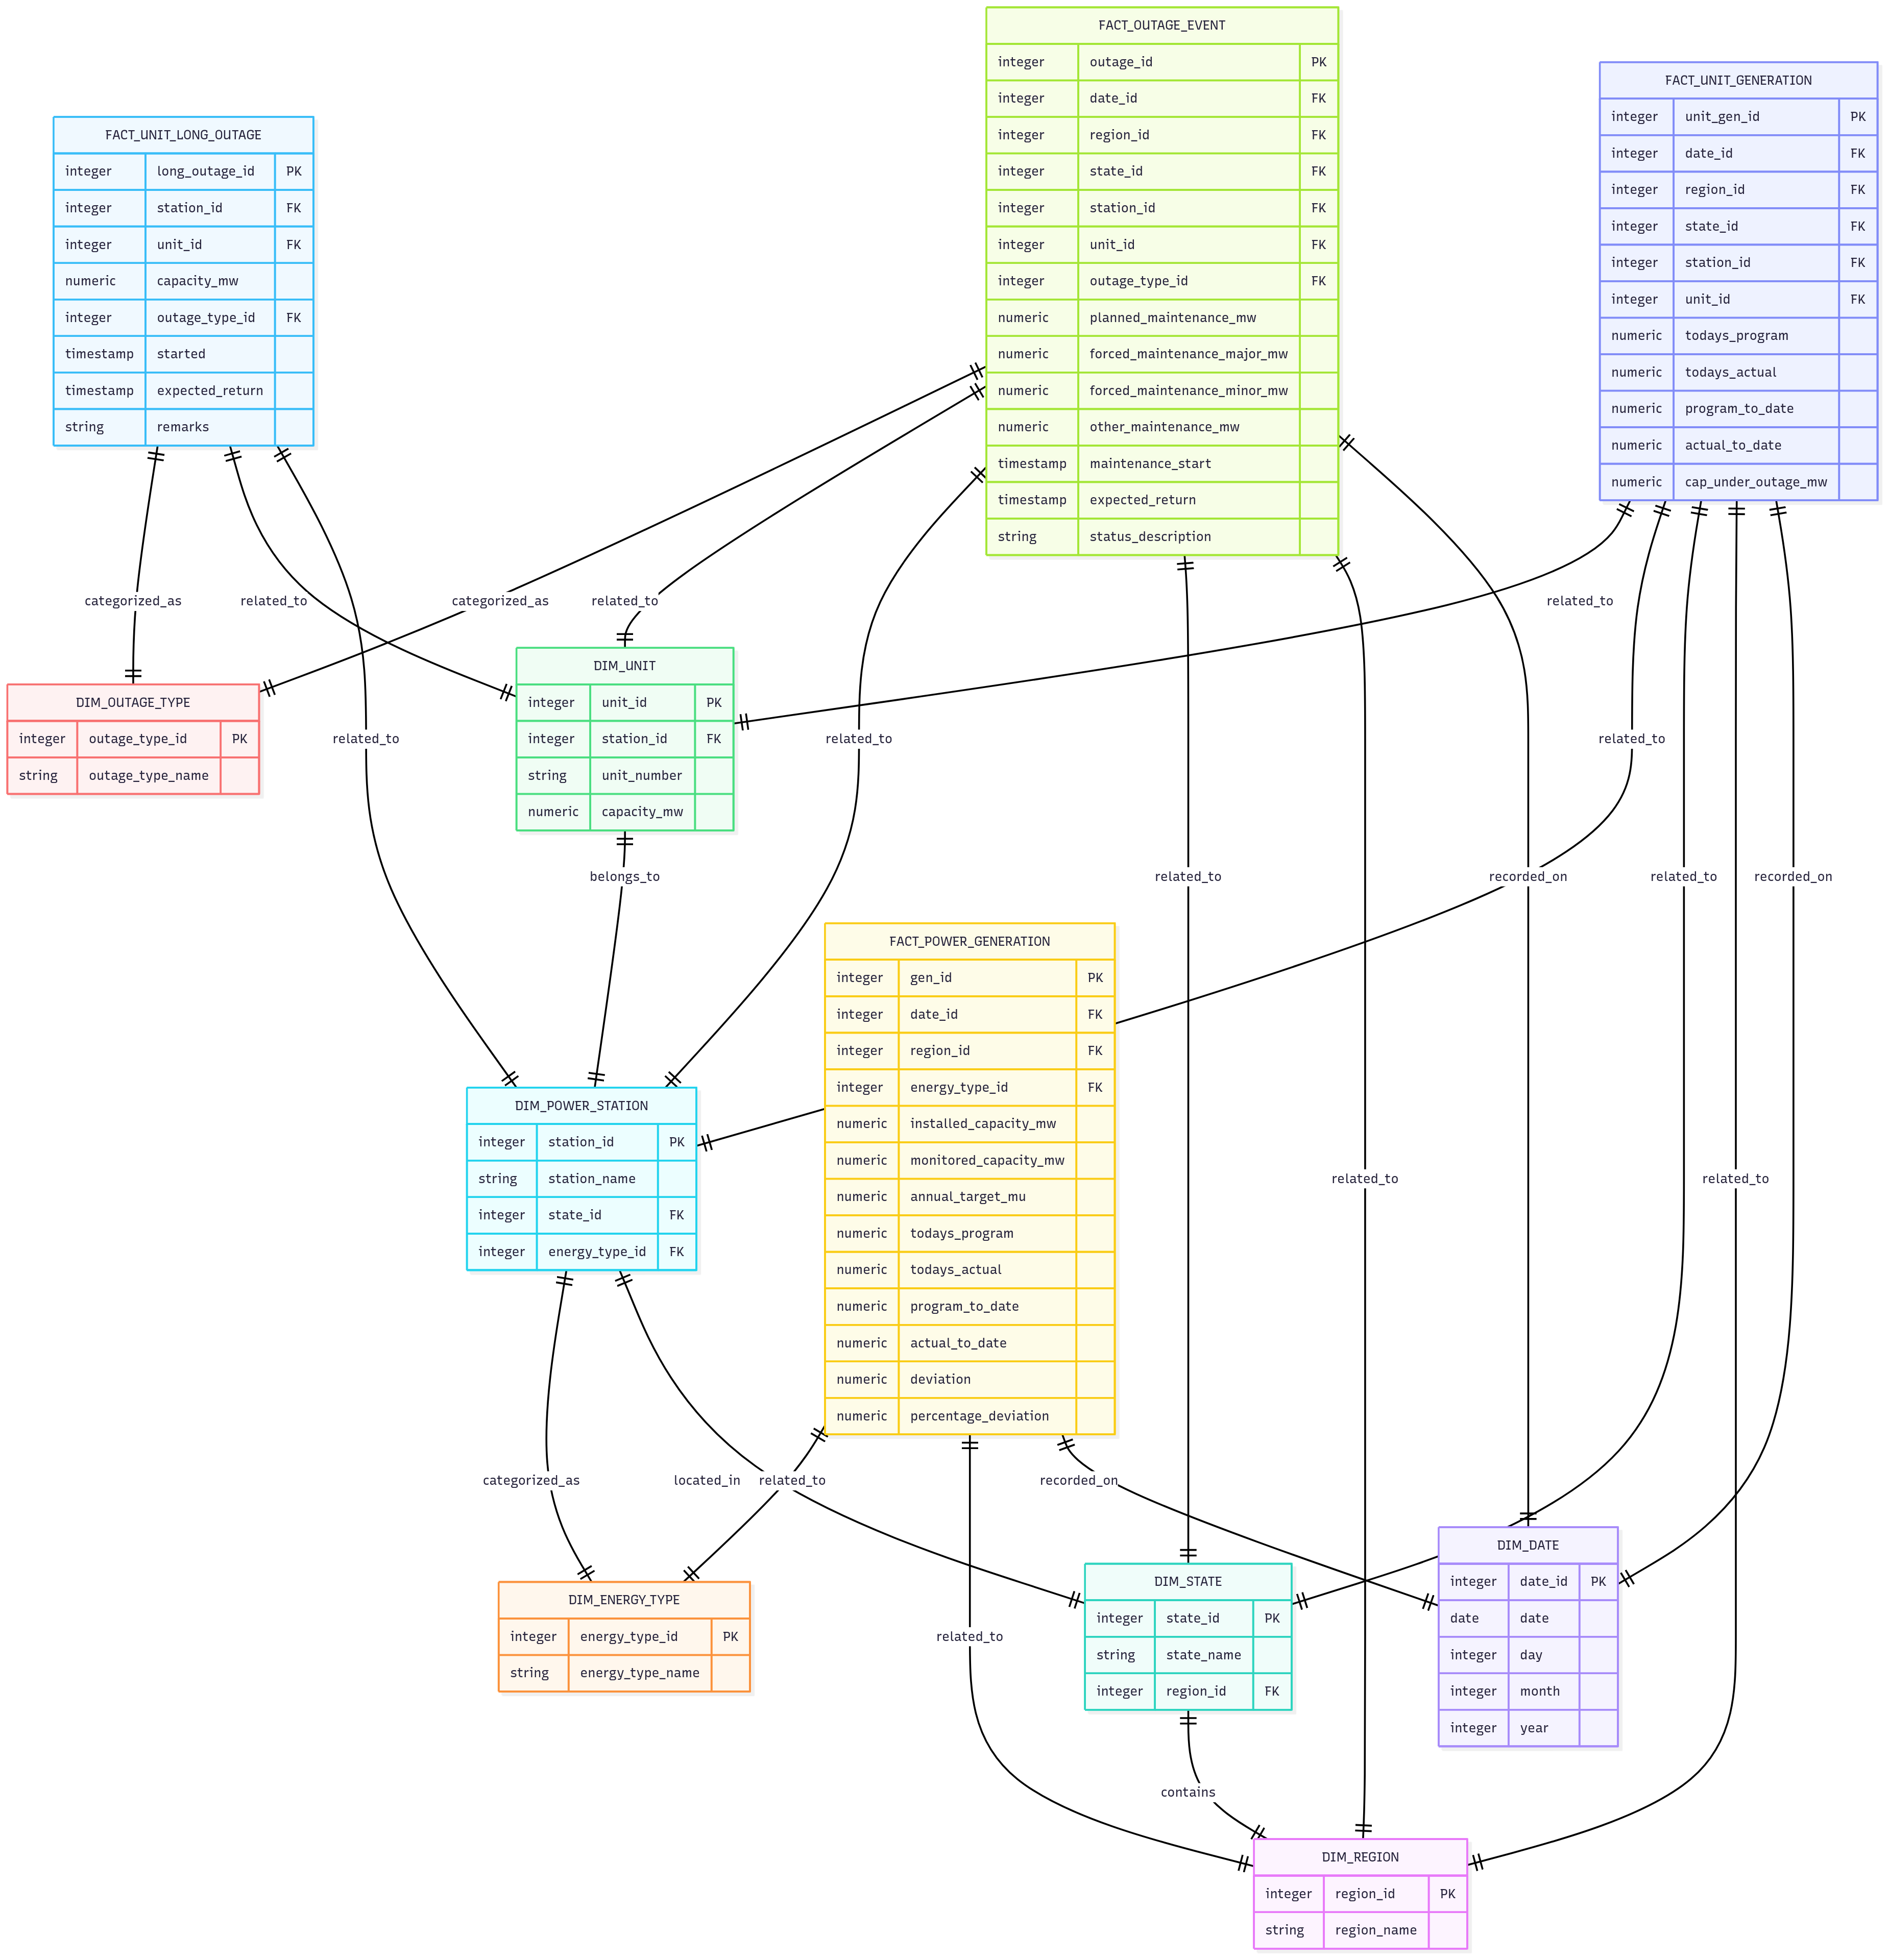 FACT_OUTAGE_EVENT
integer outage_id PK
integer date_id FK
integer region_id FK
integer state_id FK
integer station_id FK
integer unit_id FK
integer outage_type_id FK
numeric planned_maintenance_mw
numeric forced_maintenance_major_mw
numeric forced_maintenance_minor_mw
numeric other_maintenance_mw
timestamp maintenance_start
timestamp expected_return
string status_description
FACT_UNIT_GENERATION
integer unit_gen_id PK
integer date_id FK
integer region_id FK
integer state_id FK
integer station_id FK
integer unit_id FK
numeric todays_program
numeric todays_actual
numeric program_to_date
numeric actual_to_date
numeric cap_under_outage_mw
FACT_UNIT_LONG_OUTAGE
integer long_outage_id PK
integer station_id FK
integer unit_id FK
numeric capacity_mw
integer outage_type_id FK
timestamp started
timestamp expected_return
string remarks
categorized_as
related_to
categorized_as
related_to
related_to
DIM_UNIT
integer unit_id PK
integer station_id FK
string unit_number
numeric capacity_mw
DIM_OUTAGE_TYPE
integer outage_type_id PK
string outage_type_name
related_to
related_to
related_to
belongs_to
related_to
recorded_on
related_to
recorded_on
FACT_POWER_GENERATION
integer gen_id PK
integer date_id FK
integer region_id FK
integer energy_type_id FK
numeric installed_capacity_mw
numeric monitored_capacity_mw
numeric annual_target_mu
numeric todays_program
numeric todays_actual
numeric program_to_date
numeric actual_to_date
numeric deviation
numeric percentage_deviation
DIM_POWER_STATION
integer station_id PK
string station_name
integer state_id FK
integer energy_type_id FK
related_to
related_to
categorized_as
located_in
related_to
recorded_on
DIM_DATE
integer date_id PK
date date
integer day
integer month
integer year
DIM_STATE
integer state_id PK
string state_name
integer region_id FK
DIM_ENERGY_TYPE
integer energy_type_id PK
string energy_type_name
related_to
contains
DIM_REGION
integer region_id PK
string region_name